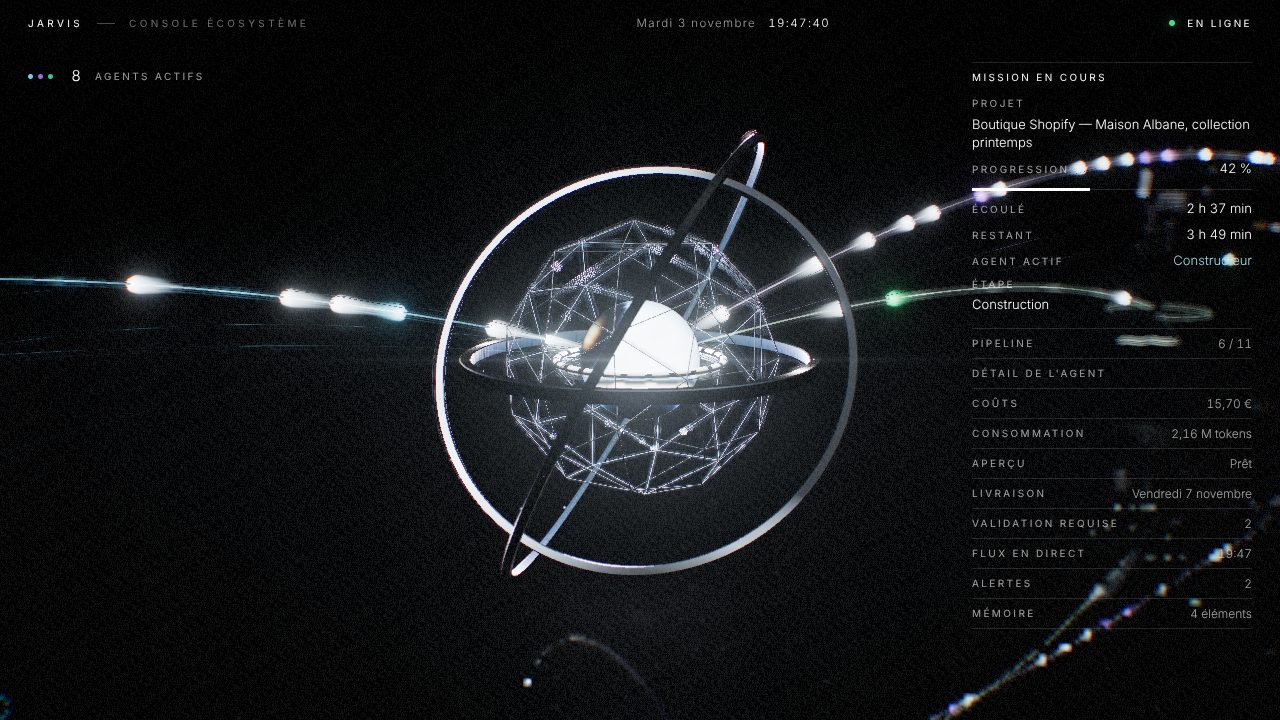 JARVIS — CONSOLE ÉCOSYSTÈME
Mardi 3 novembre 19:47:40
EN LIGNE
8 AGENTS ACTIFS
MISSION EN COURS
PROJET
Boutique Shopify — Maison Albane, collection
printemps
PROGRESSION 42 %
ÉCOULÉ 2 h 37 min
RESTANT 3 h 49 min
AGENT ACTIF Constructeur
ÉTAPE
Construction
PIPELINE 6 / 11
DÉTAIL DE L'AGENT
COÛTS 15,70 €
CONSOMMATION 2,16 M tokens
APERÇU Prêt
LIVRAISON Vendredi 7 novembre
VALIDATION REQUISE 2
FLUX EN DIRECT 19:47
ALERTES 2
MÉMOIRE 4 éléments